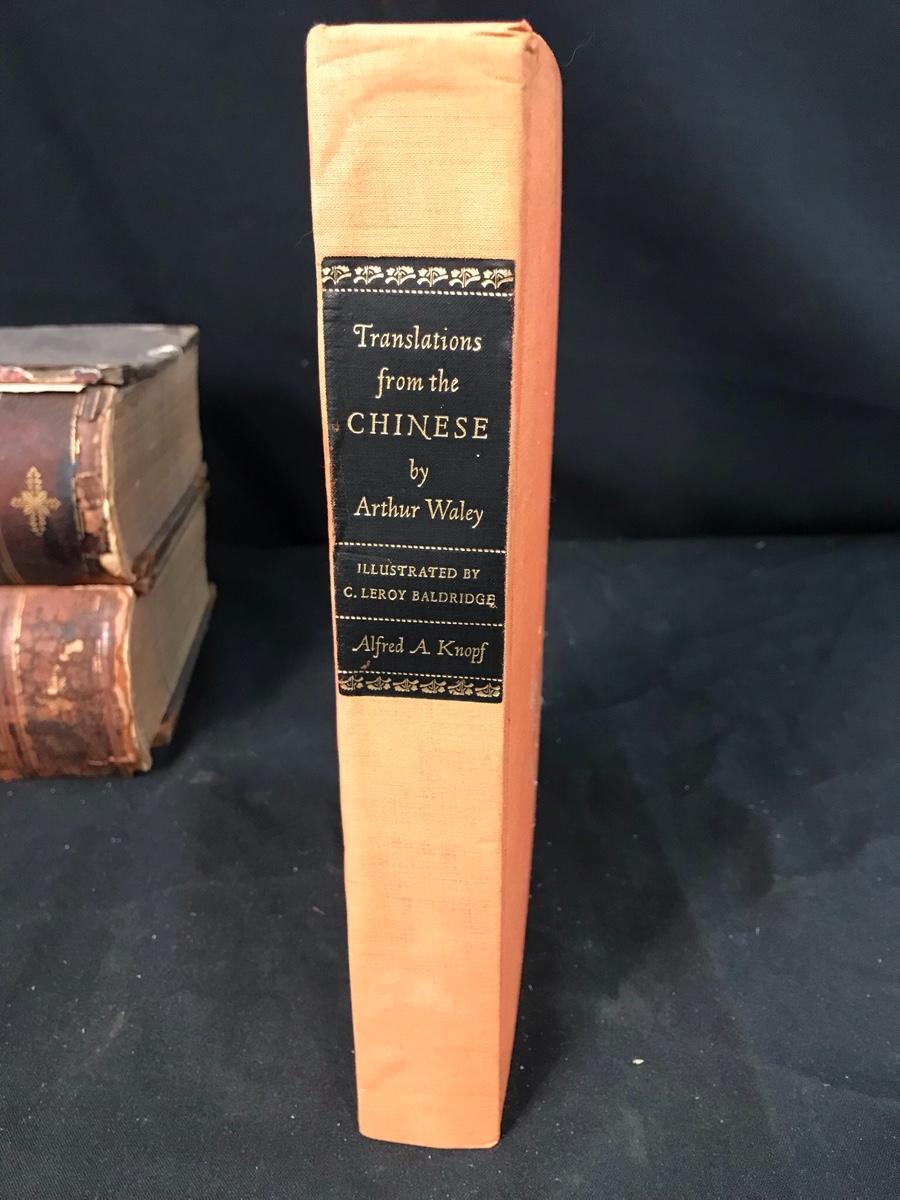 Translations
from the
CHINESE
by
Arthur Waley
ILLUSTRATED BY
C. LEROY BALDRIDGE
Alfred A. Knopf